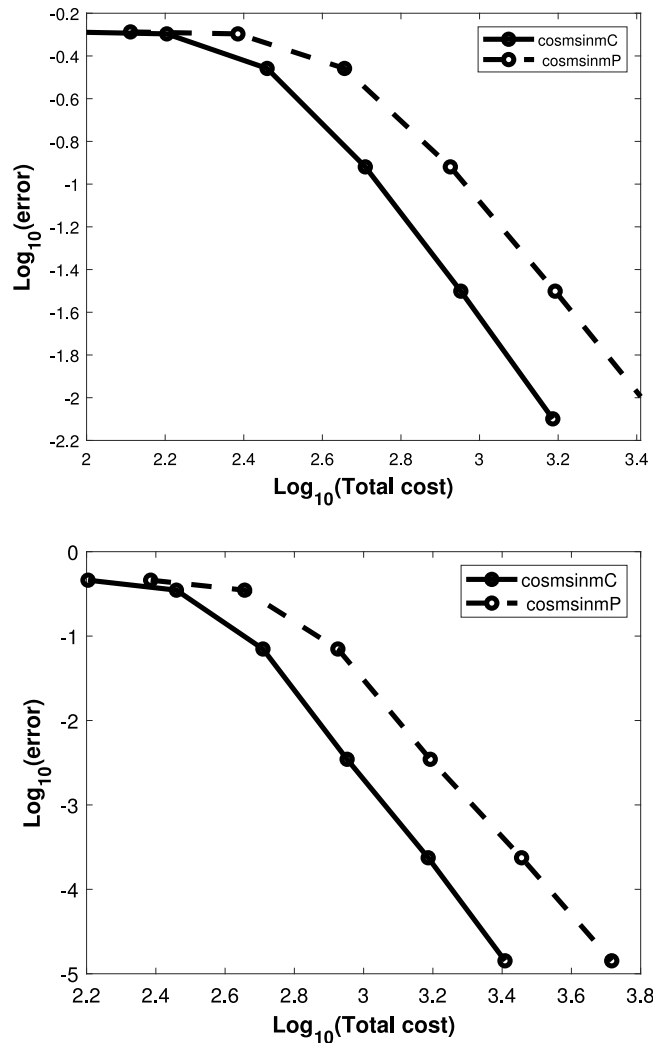 -0.2
-0.4
-0.6
-0.8
-1
-1.2
-1.4
-1.6
-1.8
-2
-2.2
2 2.2 2.4 2.6 2.8 3 3.2 3.4
Log10(Total cost)
Log10(error)
cosmsinmC
cosmsinmP
0
-1
-2
-3
-4
-5
2.2 2.4 2.6 2.8 3 3.2 3.4 3.6 3.8
Log10(Total cost)
Log10(error)
cosmsinmC
cosmsinmP